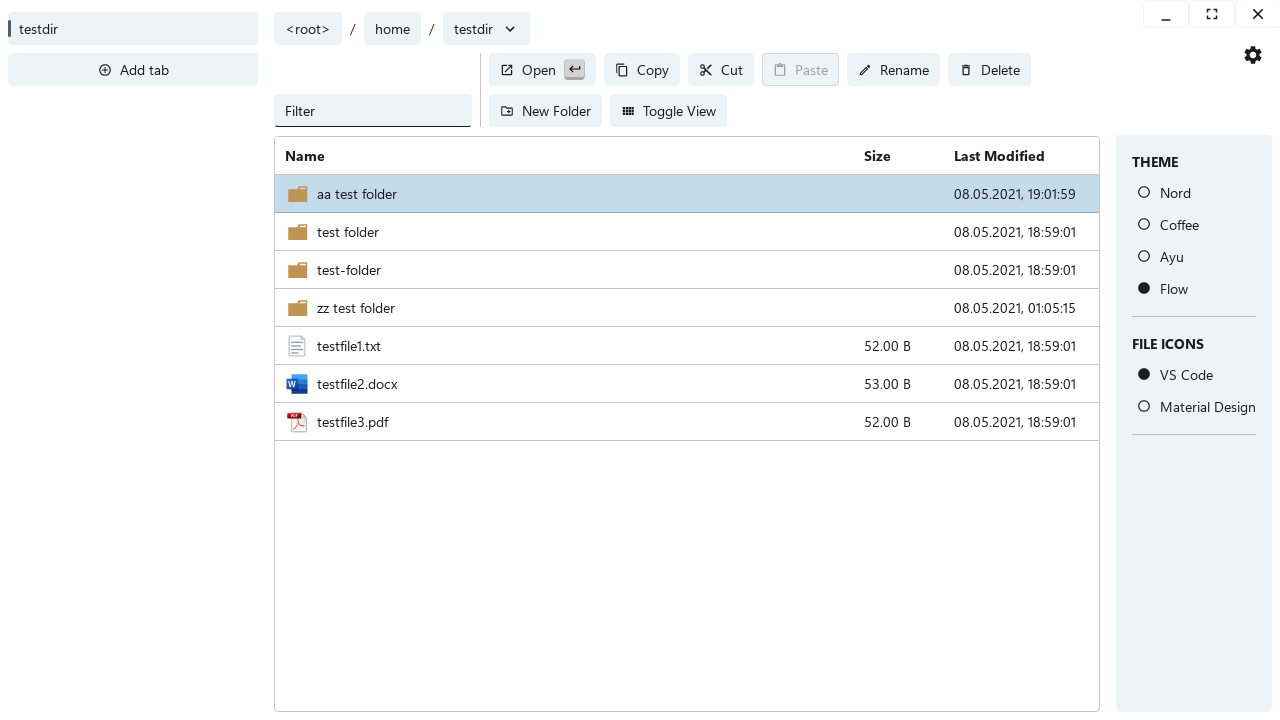 testdir
Add tab
<root> / home / testdir
Open Copy Cut Paste Rename Delete
Filter New Folder Toggle View
Name Size Last Modified
aa test folder 08.05.2021, 19:01:59
test folder 08.05.2021, 18:59:01
test-folder 08.05.2021, 18:59:01
zz test folder 08.05.2021, 01:05:15
testfile1.txt 52.00 B 08.05.2021, 18:59:01
testfile2.docx 53.00 B 08.05.2021, 18:59:01
testfile3.pdf 52.00 B 08.05.2021, 18:59:01
THEME
Nord
Coffee
Ayu
Flow
FILE ICONS
VS Code
Material Design